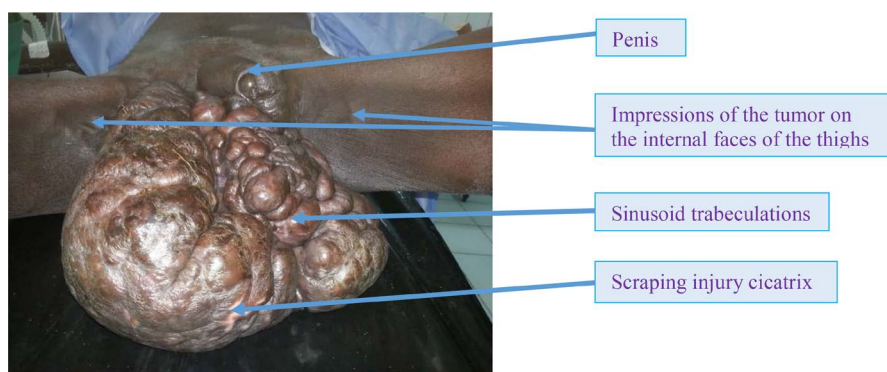 Penis
Impressions of the tumor on
the internal faces of the thighs
Sinusoid trabeculations
Scraping injury cicatrix